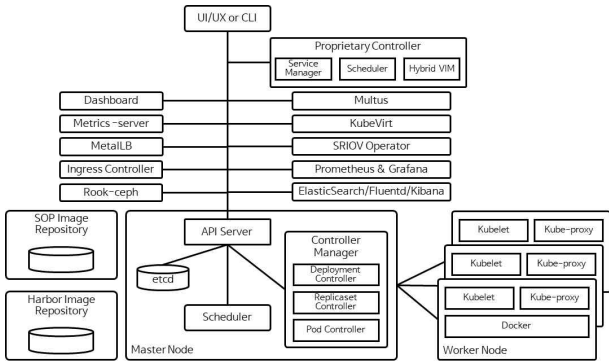 UI/UX or CLI
Proprietary Controller
Service
Manager
Scheduler
Hybrid VIM
Dashboard
Multus
Metrics-server
KubeVirt
MetalLB
SRIOV Operator
Ingress Controller
Prometheus & Grafana
Rook-ceph
ElasticSearch/Fluentd/Kibana
SOP Image
Repository
Harbor Image
Repository
API Server
etcd
Scheduler
Controller
Manager
Deployment
Controller
Replicaset
Controller
Pod Controller
Master Node
Kubelet
Kube-proxy
Kubelet
Kube-proxy
Kubelet
Kube-proxy
Docker
Worker Node